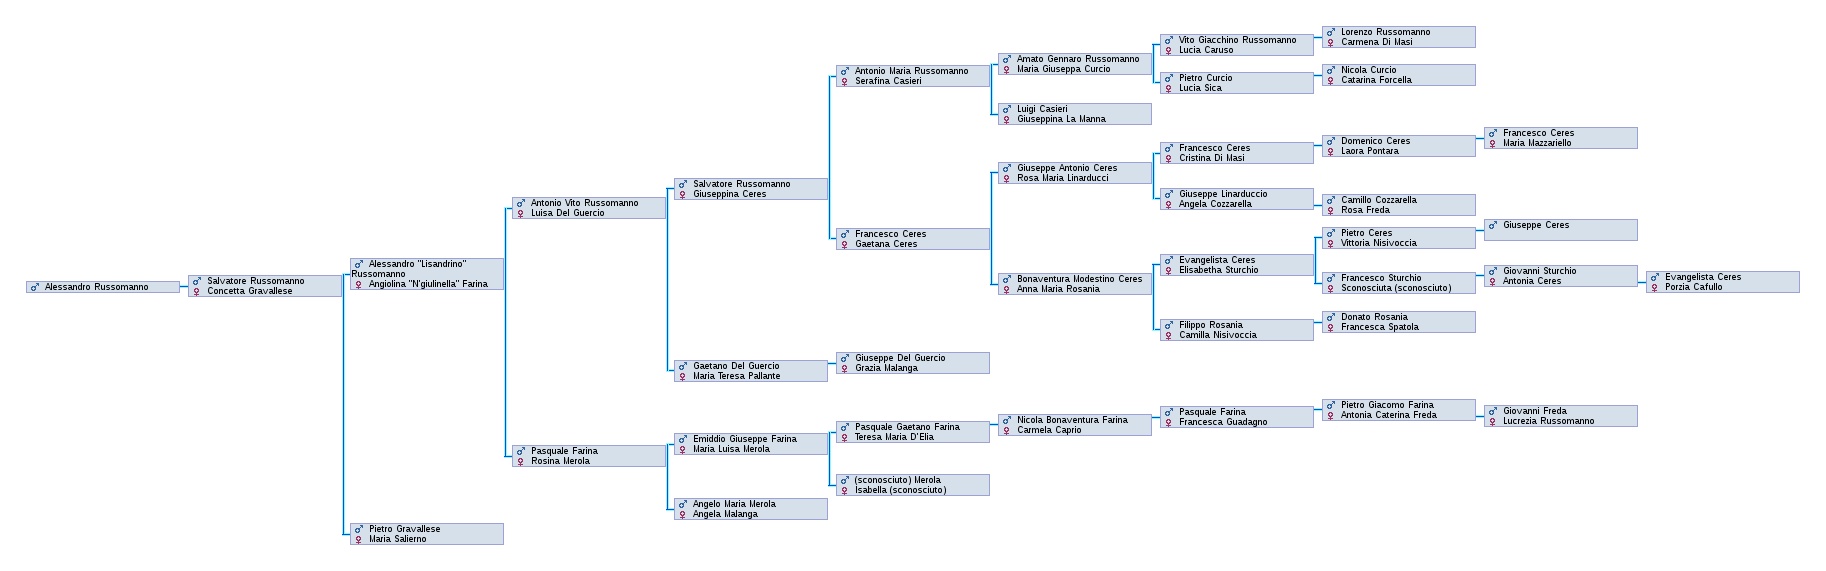 Alessandro Russomanno
Salvatore Russomanno
Concetta Gravallese
Alessandro "Lisandrino"
Russomanno
Angiolina "N'giulinella" Farina
Pietro Gravallese
Maria Salierno
Antonio Vito Russomanno
Luisa Del Guercio
Pasquale Farina
Rosina Merola
Salvatore Russomanno
Giuseppina Ceres
Gaetano Del Guercio
Maria Teresa Pallante
Emiddio Giuseppe Farina
Maria Luisa Merola
Angelo Maria Merola
Angela Malanga
Antonio Maria Russomanno
Serafina Casieri
Francesco Ceres
Gaetana Ceres
Giuseppe Del Guercio
Grazia Malanga
Pasquale Gaetano Farina
Teresa Maria D'Elia
(sconosciuto) Merola
Isabella (sconosciuto)
Amato Gennaro Russomanno
Maria Giuseppa Curcio
Luigi Casieri
Giuseppina La Manna
Giuseppe Antonio Ceres
Rosa Maria Linarducci
Bonaventura Modestino Ceres
Anna Maria Rosania
Nicola Bonaventura Farina
Carmela Caprio
Vito Giacchino Russomanno
Lucia Caruso
Pietro Curcio
Lucia Sica
Francesco Ceres
Cristina Di Masi
Giuseppe Linarduccio
Angela Cozzarella
Evangelista Ceres
Elisabetha Sturchio
Filippo Rosania
Camilla Nisivoccia
Pasquale Farina
Francesca Guadagno
Lorenzo Russomanno
Carmena Di Masi
Nicola Curcio
Catarina Forcella
Domenico Ceres
Laora Pontara
Camillo Cozzarella
Rosa Freda
Pietro Ceres
Vittoria Nisivoccia
Francesco Sturchio
Sconosciuta (sconosciuto)
Donato Rosania
Francesca Spatola
Pietro Giacomo Farina
Antonia Caterina Freda
Francesco Ceres
Maria Mazzariello
Giuseppe Ceres
Giovanni Sturchio
Antonia Ceres
Giovanni Freda
Lucrezia Russomanno
Evangelista Ceres
Porzia Cafullo